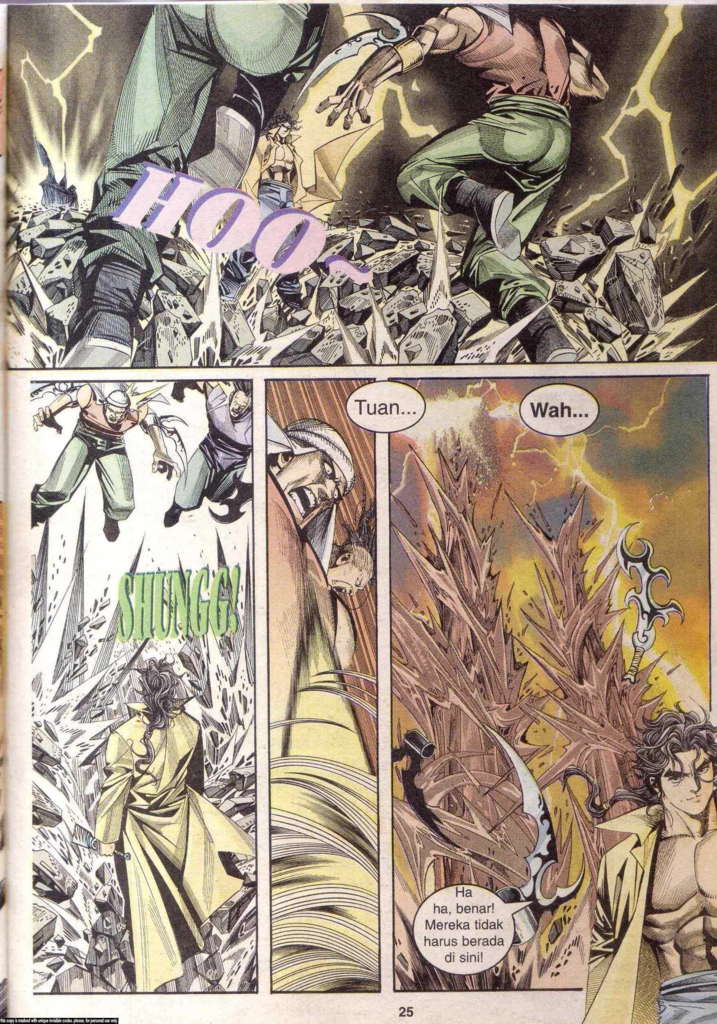 HOO~
SHUNGG!
Tuan...
Wah...
Ha
ha, benar!
Mereka tidak
harus berada
di sini!
25